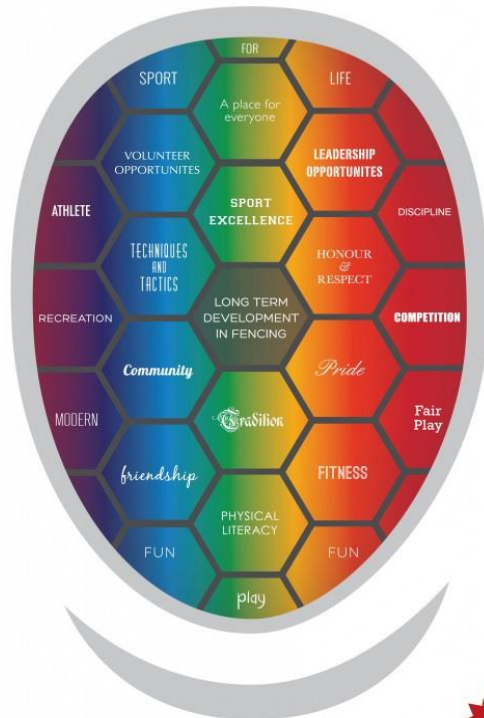 FOR
SPORT
LIFE
A place for
everyone
VOLUNTEER
OPPORTUNITES
LEADERSHIP
OPPORTUNITES
ATHLETE
SPORT
EXCELLENCE
DISCIPLINE
TECHNIQUES
AND
TACTICS
HONOUR
&
RESPECT
RECREATION
LONG TERM
DEVELOPMENT
IN FENCING
COMPETITION
Community
Pride
MODERN
Tradition
Fair
Play
friendship
FITNESS
PHYSICAL
LITERACY
FUN
FUN
play